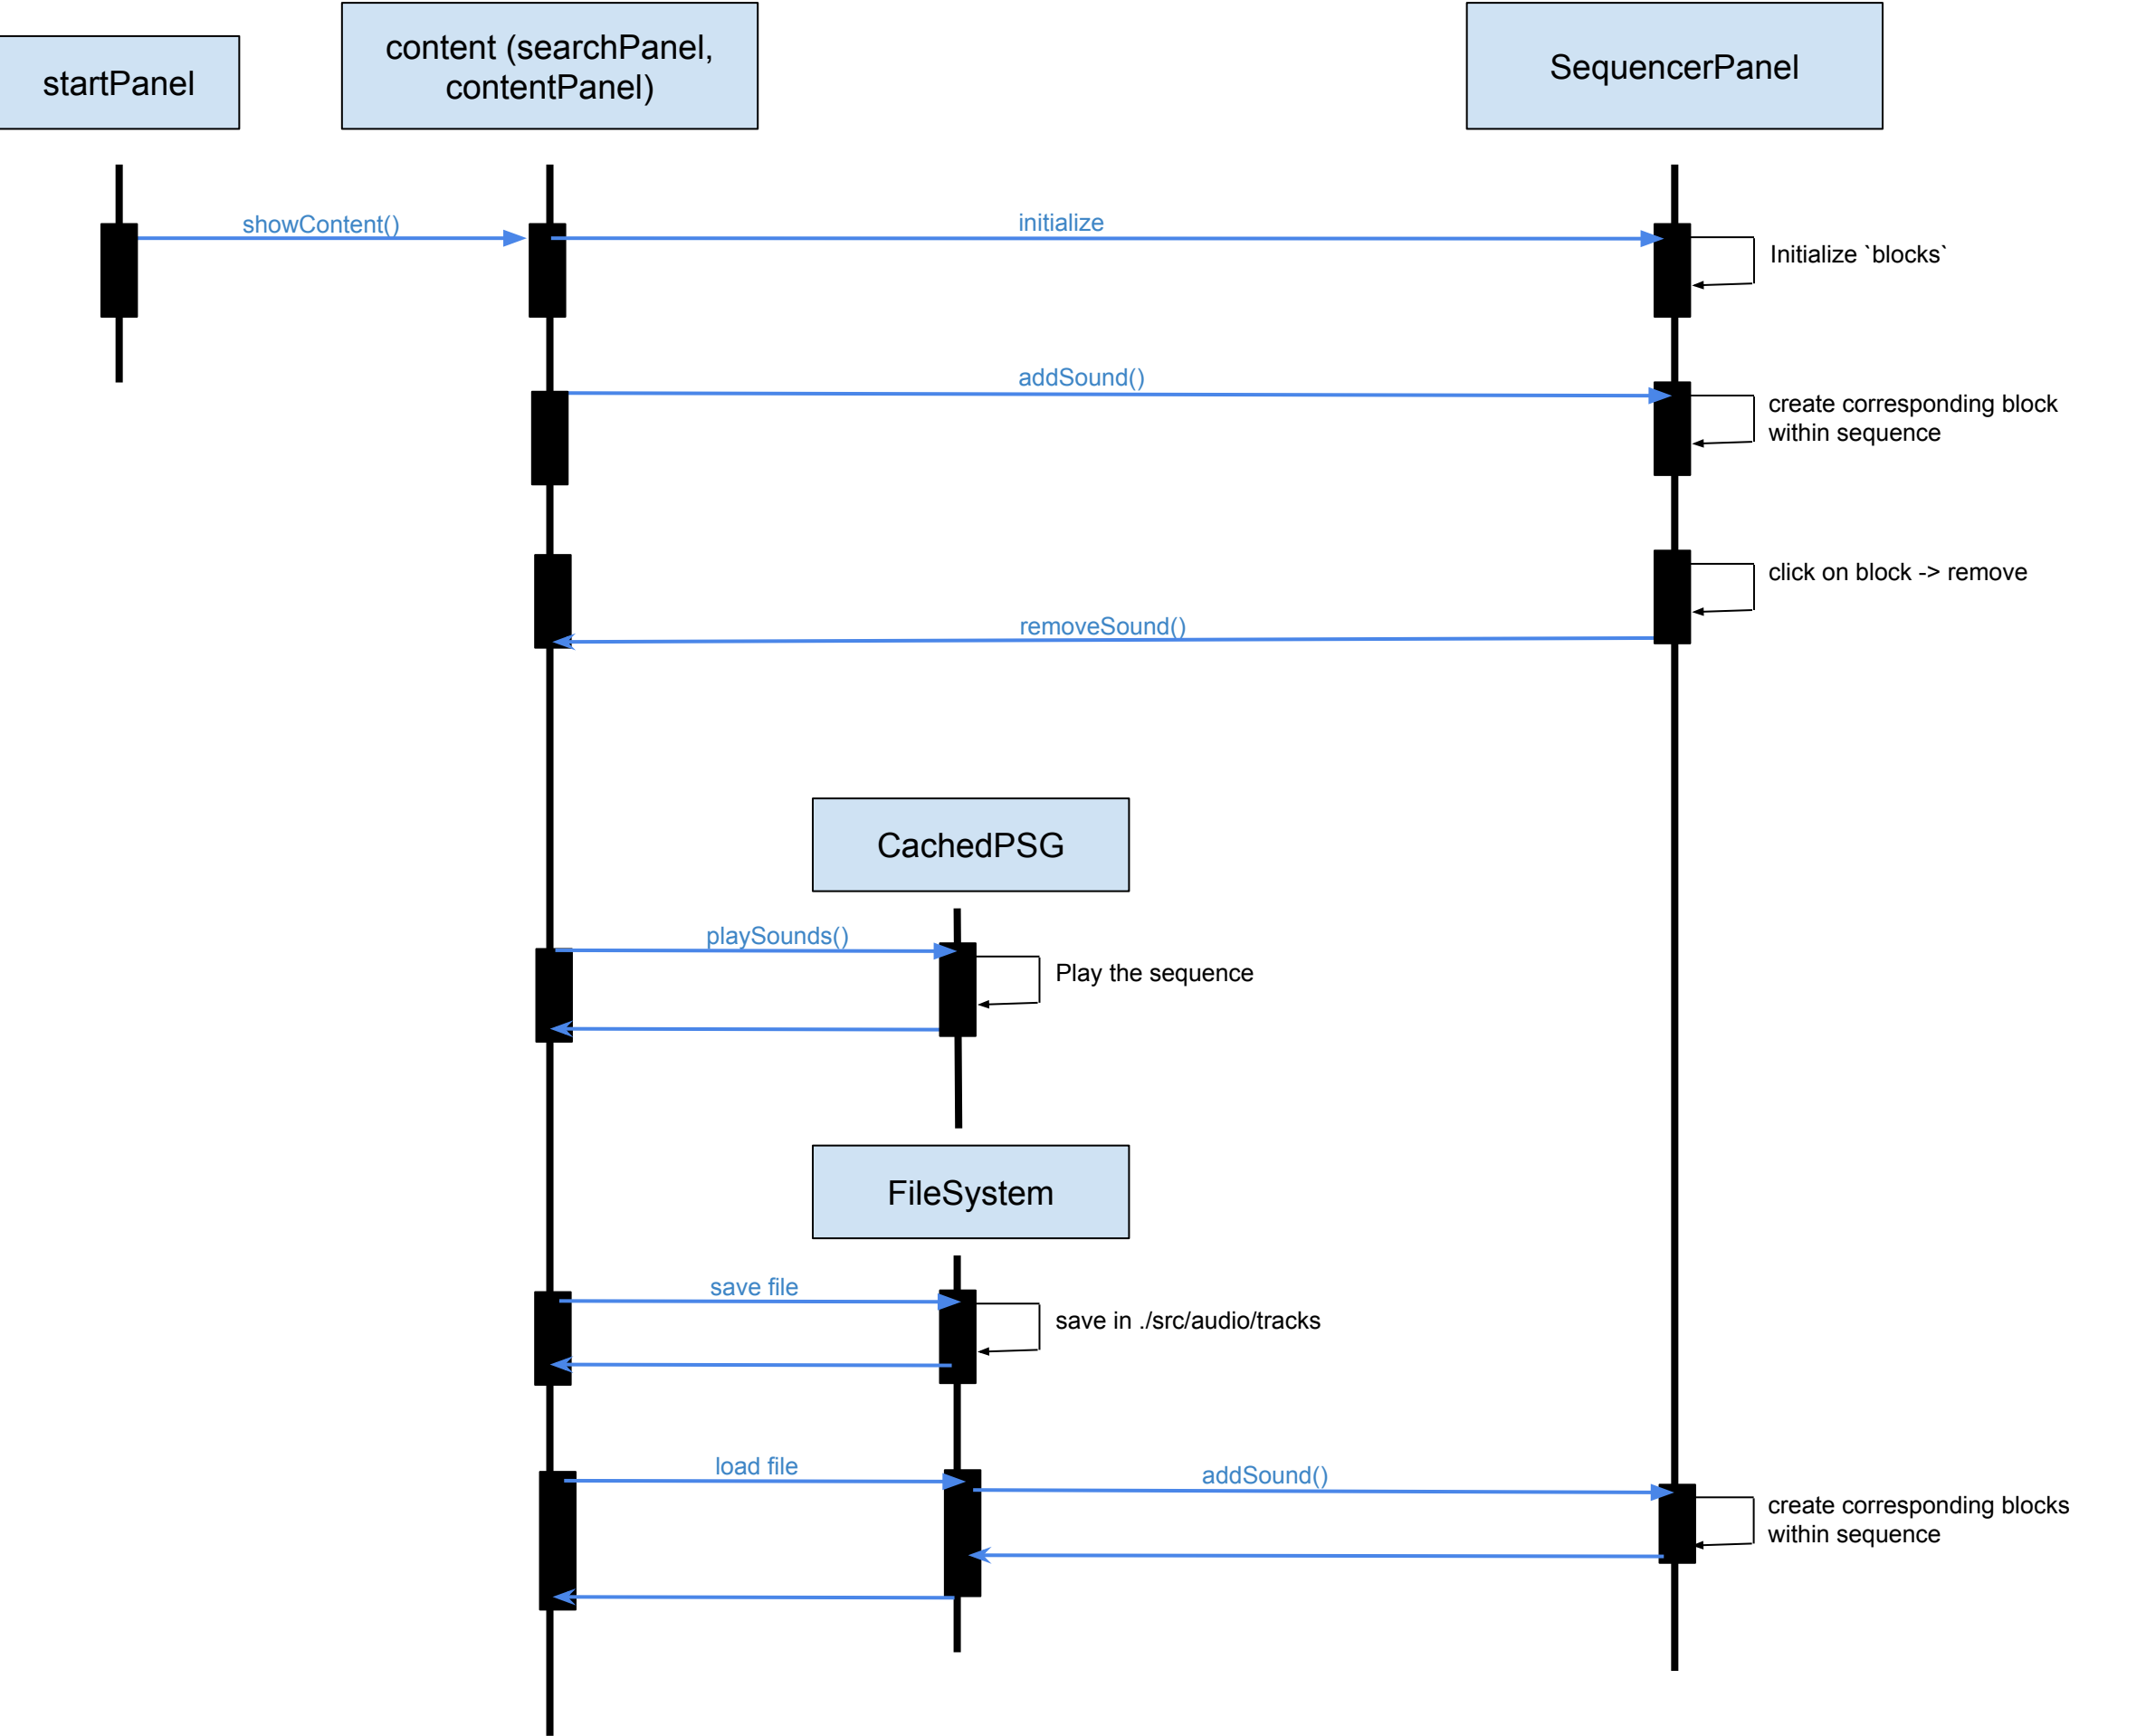 startPanel
content (searchPanel,
contentPanel)
SequencerPanel
showContent()
initialize
Initialize `blocks`
addSound()
create corresponding block
within sequence
click on block -> remove
removeSound()
CachedPSG
playSounds()
Play the sequence
FileSystem
save file
save in ./src/audio/tracks
load file
addSound()
create corresponding blocks
within sequence